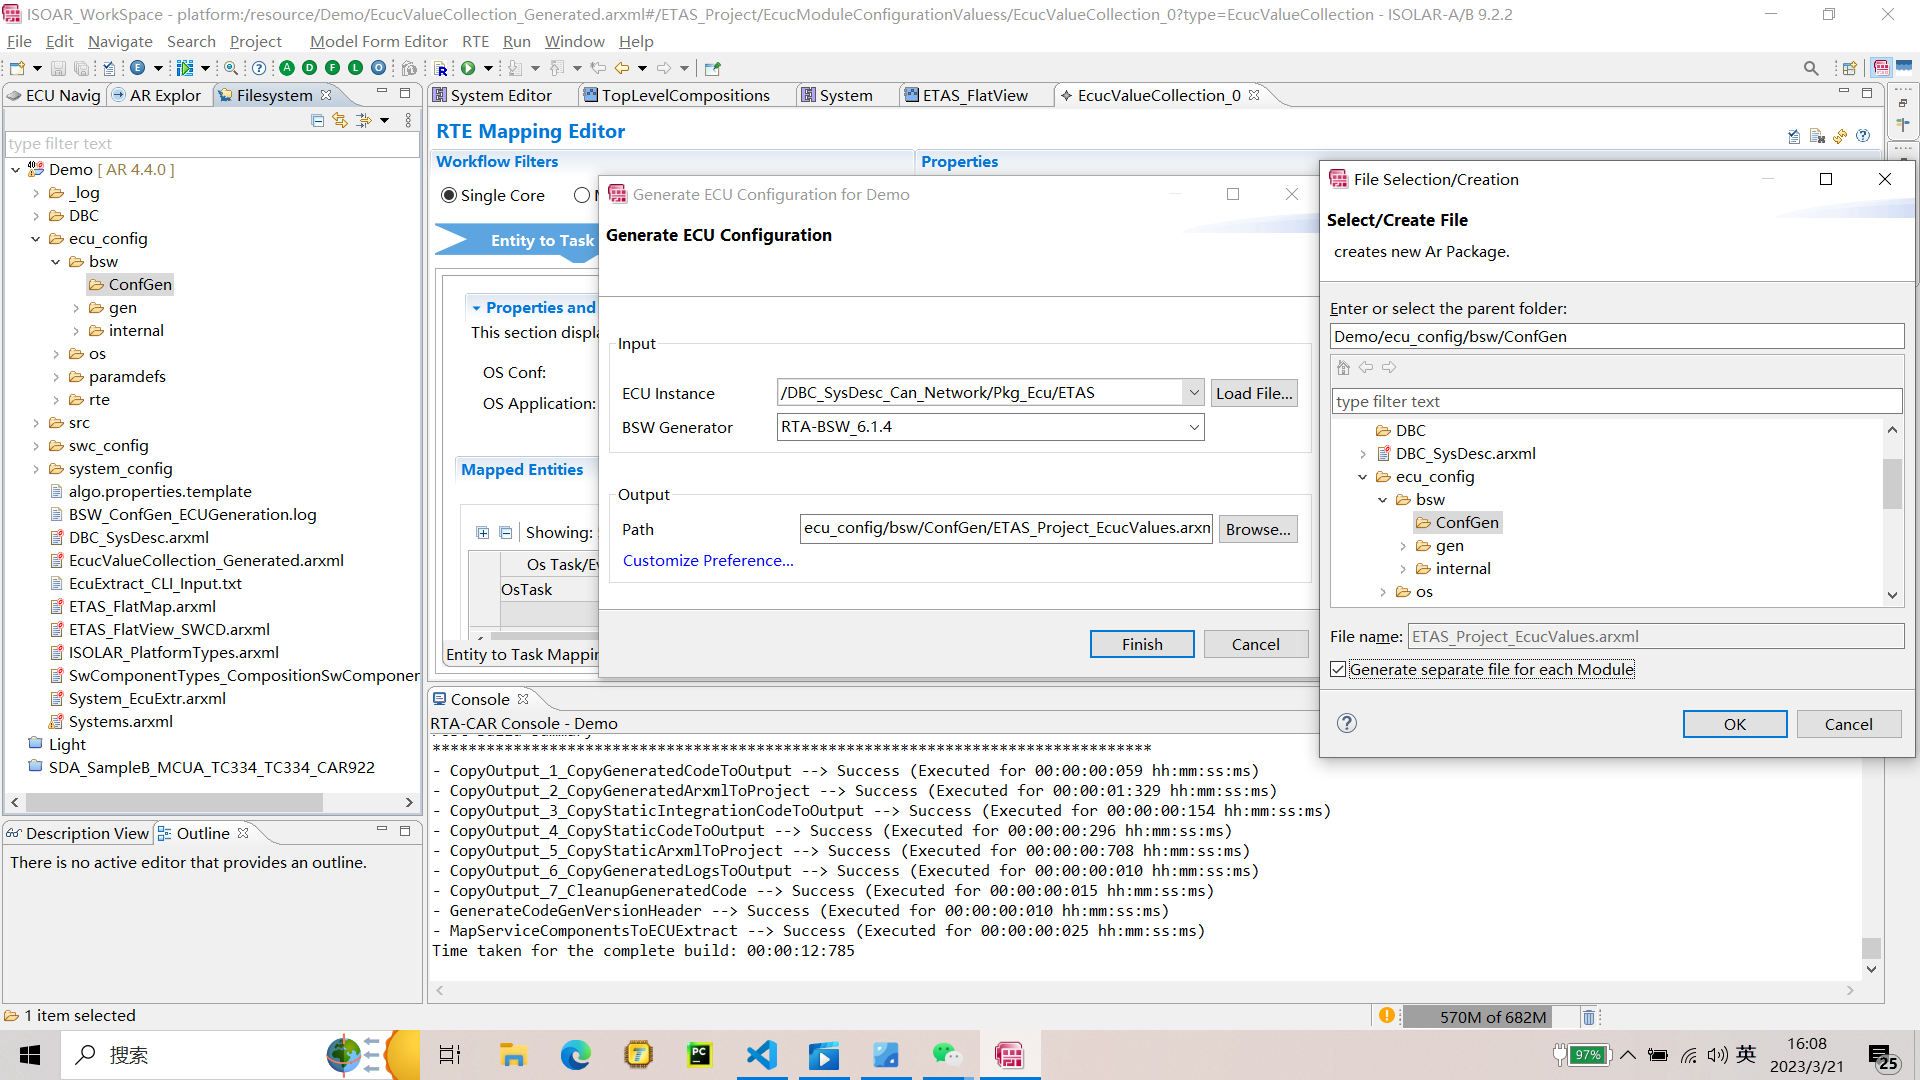 ISOAR_WorkSpace - platform:/resource/Demo/EcucValueCollection_Generated.arxml#/ETAS_Project/EcucModuleConfigurationValuess/EcucValueCollection_0?type=EcucValueCollection - ISOLAR-A/B 9.2.2
File Edit Navigate Search Project Model Form Editor RTE Run Window Help
ECU Navig AR Explor Filesystem
System Editor TopLevelCompositions System ETAS_FlatView EcucValueCollection_0
type filter text
Demo [ AR 4.4.0 ]
_log
DBC
ecu_config
bsw
ConfGen
gen
internal
os
paramdefs
rte
src
swc_config
system_config
algo.properties.template
BSW_ConfGen_ECUGeneration.log
DBC_SysDesc.arxml
EcucValueCollection_Generated.arxml
EcuExtract_CLI_Input.txt
ETAS_FlatMap.arxml
ETAS_FlatView_SWCD.arxml
ISOLAR_PlatformTypes.arxml
SwComponentTypes_CompositionSwComponer
System_EcuExtr.arxml
Systems.arxml
Light
SDA_SampleB_MCUA_TC334_TC334_CAR922
Description View Outline
There is no active editor that provides an outline.
1 item selected
RTE Mapping Editor
Workflow Filters
Properties
Single Core
Entity to Task
Properties and
This section displa
OS Conf:
OS Application:
Mapped Entities
Showing:
Os Task/Ev
OsTask
Entity to Task Mappin
Generate ECU Configuration for Demo
Generate ECU Configuration
Input
ECU Instance /DBC_SysDesc_Can_Network/Pkg_Ecu/ETAS Load File...
BSW Generator RTA-BSW_6.1.4
Output
Path ecu_config/bsw/ConfGen/ETAS_Project_EcucValues.arxn Browse...
Customize Preference...
Finish Cancel
File Selection/Creation
Select/Create File
creates new Ar Package.
Enter or select the parent folder:
Demo/ecu_config/bsw/ConfGen
type filter text
DBC
DBC_SysDesc.arxml
ecu_config
bsw
ConfGen
gen
internal
os
File name: ETAS_Project_EcucValues.arxml
Generate separate file for each Module
OK Cancel
Console
RTA-CAR Console - Demo
********************************************************************************
- CopyOutput_1_CopyGeneratedCodeToOutput --> Success (Executed for 00:00:00:059 hh:mm:ss:ms)
- CopyOutput_2_CopyGeneratedArxmlToProject --> Success (Executed for 00:00:01:329 hh:mm:ss:ms)
- CopyOutput_3_CopyStaticIntegrationCodeToOutput --> Success (Executed for 00:00:00:154 hh:mm:ss:ms)
- CopyOutput_4_CopyStaticCodeToOutput --> Success (Executed for 00:00:00:296 hh:mm:ss:ms)
- CopyOutput_5_CopyStaticArxmlToProject --> Success (Executed for 00:00:00:708 hh:mm:ss:ms)
- CopyOutput_6_CopyGeneratedLogsToOutput --> Success (Executed for 00:00:00:010 hh:mm:ss:ms)
- CopyOutput_7_CleanupGeneratedCode --> Success (Executed for 00:00:00:015 hh:mm:ss:ms)
- GenerateCodeGenVersionHeader --> Success (Executed for 00:00:00:010 hh:mm:ss:ms)
- MapServiceComponentsToECUExtract --> Success (Executed for 00:00:00:025 hh:mm:ss:ms)
Time taken for the complete build: 00:00:12:785
570M of 682M
搜索
97%
英
16:08
2023/3/21
25